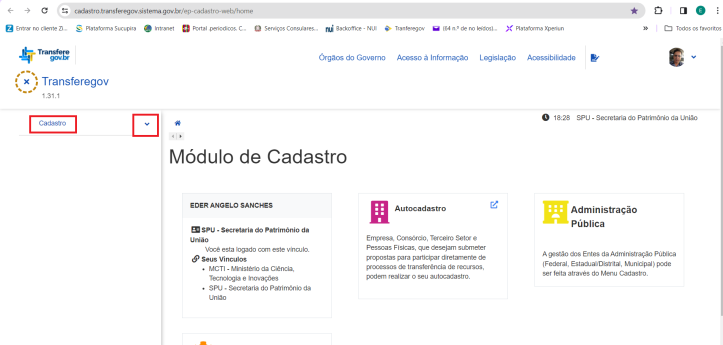 cadastro.transferegov.sistema.gov.br/ep-cadastro-web/home
Entrar no cliente Zi... Plataforma Sucupira Intranet Portal .periodicos. C... Serviços Consulares... Backoffice - NUI Tranferegov (64 n.º de no leídos)... Plataforma Xperiun » Todos os favoritos
Transfere
gov.br
Órgãos do Governo Acesso à Informação Legislação Acessibilidade
Transferegov
1.31.1
Cadastro
18:28 SPU - Secretaria do Patrimônio da União
Módulo de Cadastro
EDER ANGELO SANCHES
SPU - Secretaria do Patrimônio da
União
Você esta logado com este vínculo.
Seus Vínculos
MCTI - Ministério da Ciência,
Tecnologia e Inovações
SPU - Secretaria do Patrimônio da
União
Autocadastro
Empresa, Consórcio, Terceiro Setor e
Pessoas Físicas, que desejam submeter
propostas para participar diretamente de
processos de transferência de recursos,
podem realizar o seu autocadastro.
Administração
Pública
A gestão dos Entes da Administração Pública
(Federal, Estadual/Distrital, Municipal) pode
ser feita através do Menu Cadastro.